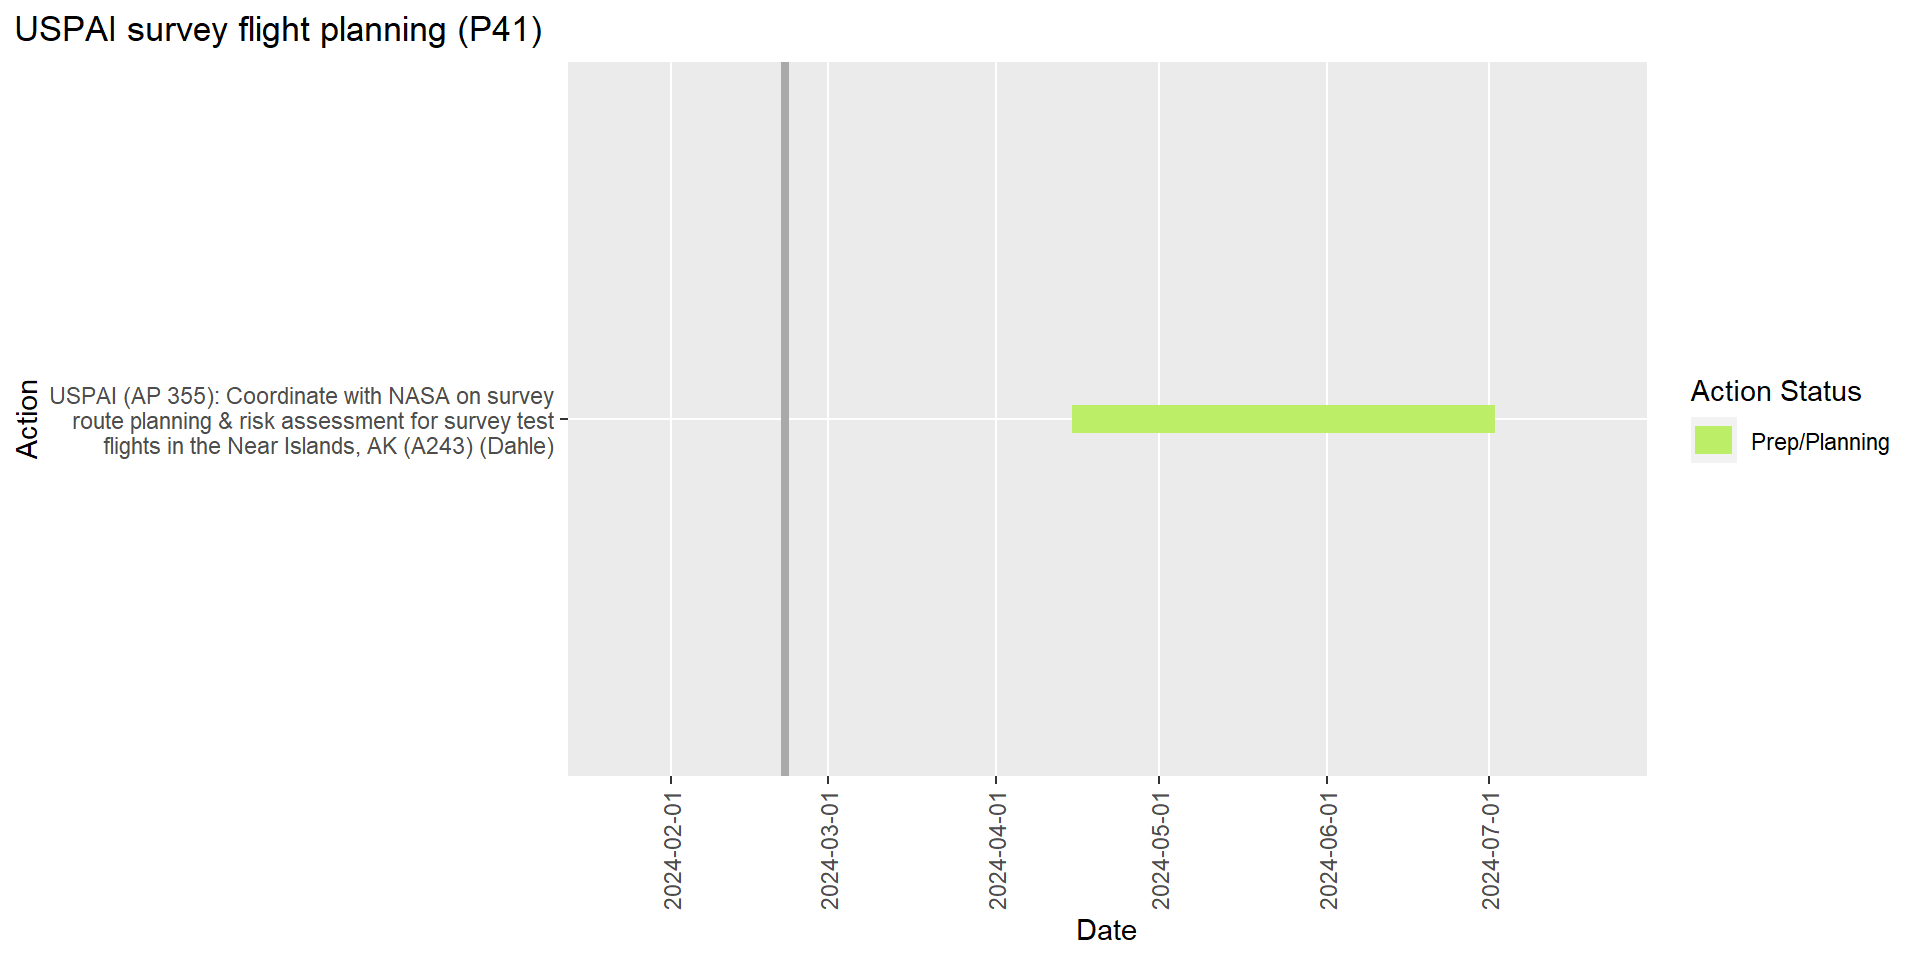 USPAI survey flight planning (P41)
Action
USPAI (AP 355): Coordinate with NASA on survey
route planning & risk assessment for survey test
flights in the Near Islands, AK (A243) (Dahle)
2024-02-01
2024-03-01
2024-04-01
2024-05-01
2024-06-01
2024-07-01
Date
Action Status
Prep/Planning